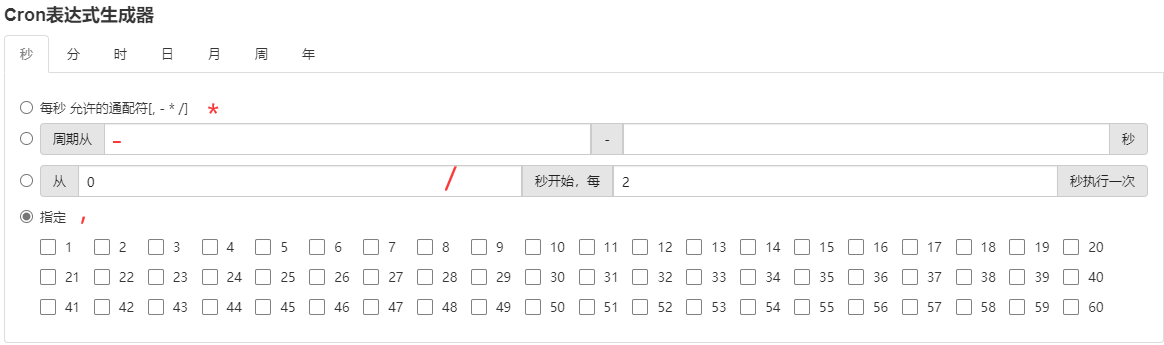 Cron表达式生成器
秒 分 时 日 月 周 年
每秒 允许的通配符[, - * /] *
周期从 - - 秒
从 0 / 秒开始，每 2 秒执行一次
指定 ,
1 2 3 4 5 6 7 8 9 10 11 12 13 14 15 16 17 18 19 20
21 22 23 24 25 26 27 28 29 30 31 32 33 34 35 36 37 38 39 40
41 42 43 44 45 46 47 48 49 50 51 52 53 54 55 56 57 58 59 60